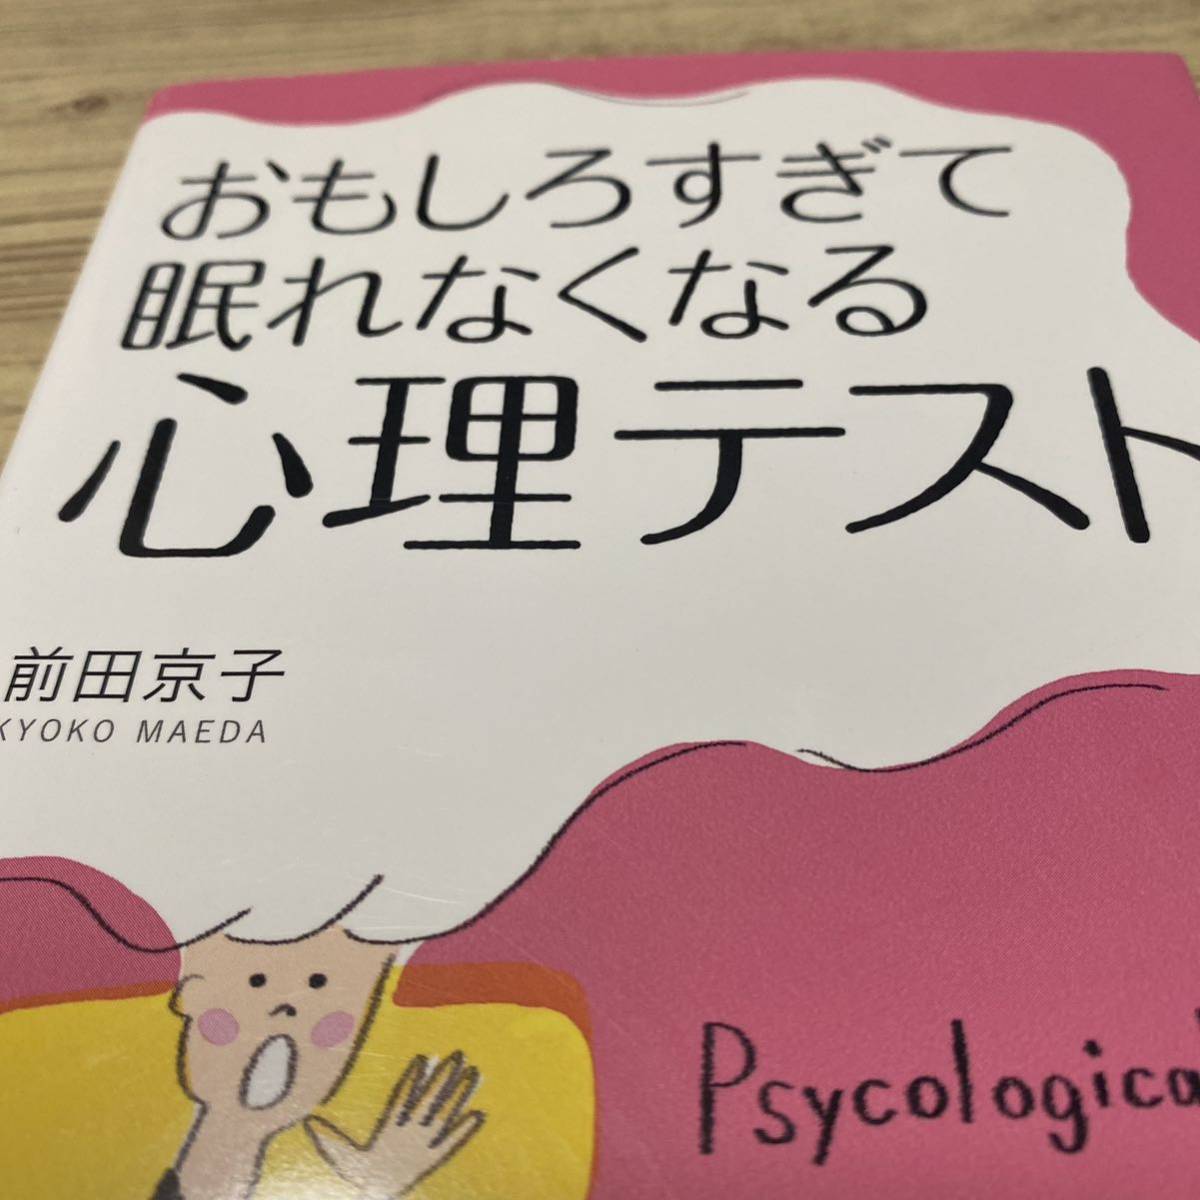 おもしろすぎて
眠れなくなる
心理テスト
前田京子
KYOKO MAEDA
Psycological